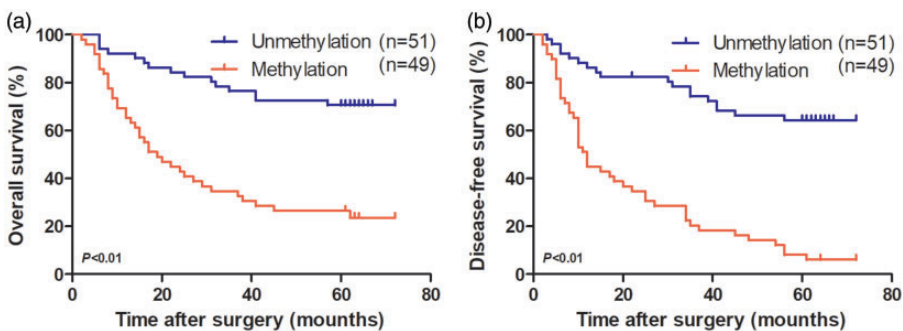 (a)
Overall survival (%)
100
80
60
40
20
0
Unmethylation (n=51)
Methylation (n=49)
P<0.01
0 20 40 60 80
Time after surgery (mounths)
(b)
Disease-free survival (%)
100
80
60
40
20
0
Unmethylation (n=51)
Methylation (n=49)
P<0.01
0 20 40 60 80
Time after surgery (mounths)